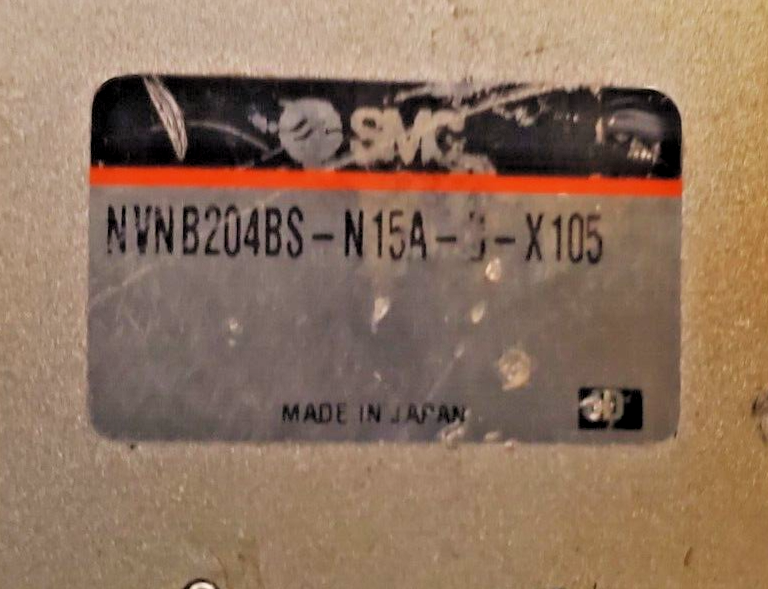 SMC
NVNB204BS-N15A- -X105
MADE IN JAPAN